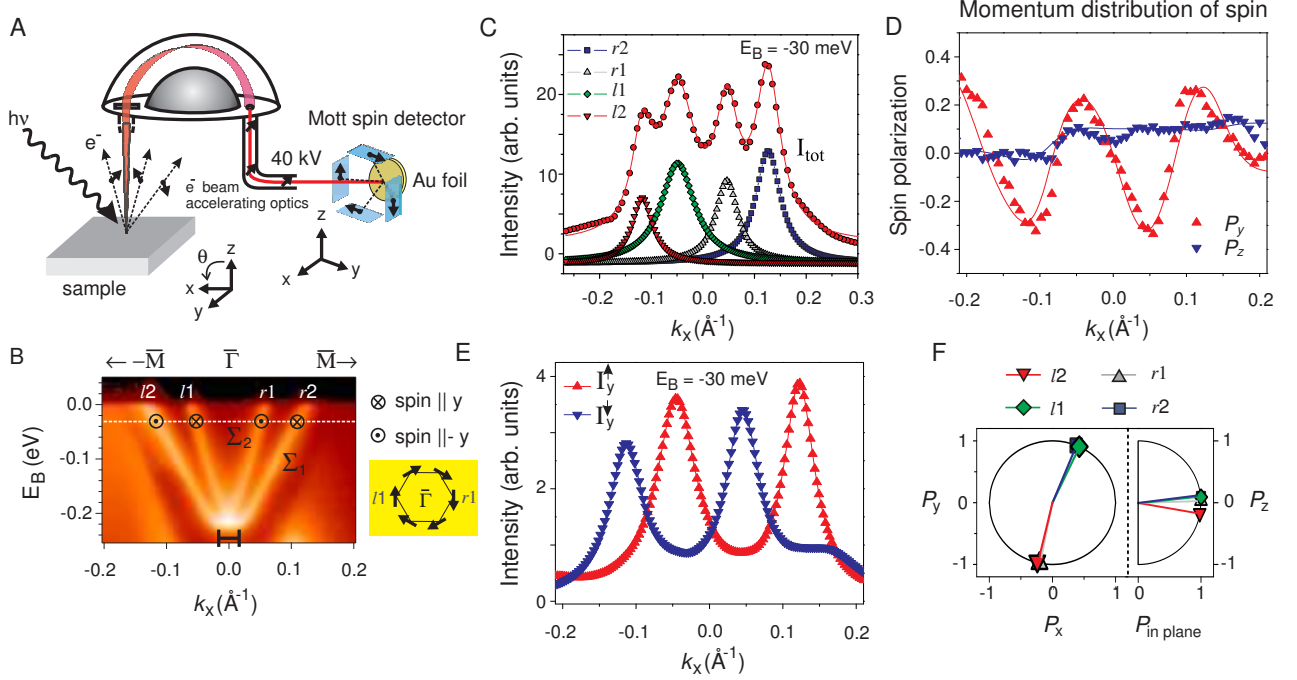 A
hν
e⁻
40 kV
Mott spin detector
Au foil
e⁻ beam
accelerating optics
z
x
y
θ
z
x
y
sample
B
← −M̅
Γ̅
M̅ →
l2
l1
r1
r2
Σ₂
Σ₁
E_B (eV)
0.0
-0.1
-0.2
-0.2
-0.1
0.0
0.1
k_x (Å⁻¹)
⊗ spin || y
⊙ spin ||- y
l1
Γ̅
r1
C
r2
r1
l1
l2
E_B = -30 meV
I_tot
Intensity (arb. units)
20
10
0
-0.2
-0.1
0.0
0.1
0.2
0.3
k_x (Å⁻¹)
Momentum distribution of spin
D
Spin polarization
0.4
0.2
0.0
-0.2
-0.4
P_y
P_z
-0.2
-0.1
0.0
0.1
0.2
k_x (Å⁻¹)
E
I_y↑
I_y↓
E_B = -30 meV
Intensity (arb. units)
4
2
0
-0.2
-0.1
0.0
0.1
0.2
k_x (Å⁻¹)
F
l2
r1
l1
r2
P_y
1
0
-1
-1
0
1
P_x
1
0
-1
P_z
0
1
P_in plane